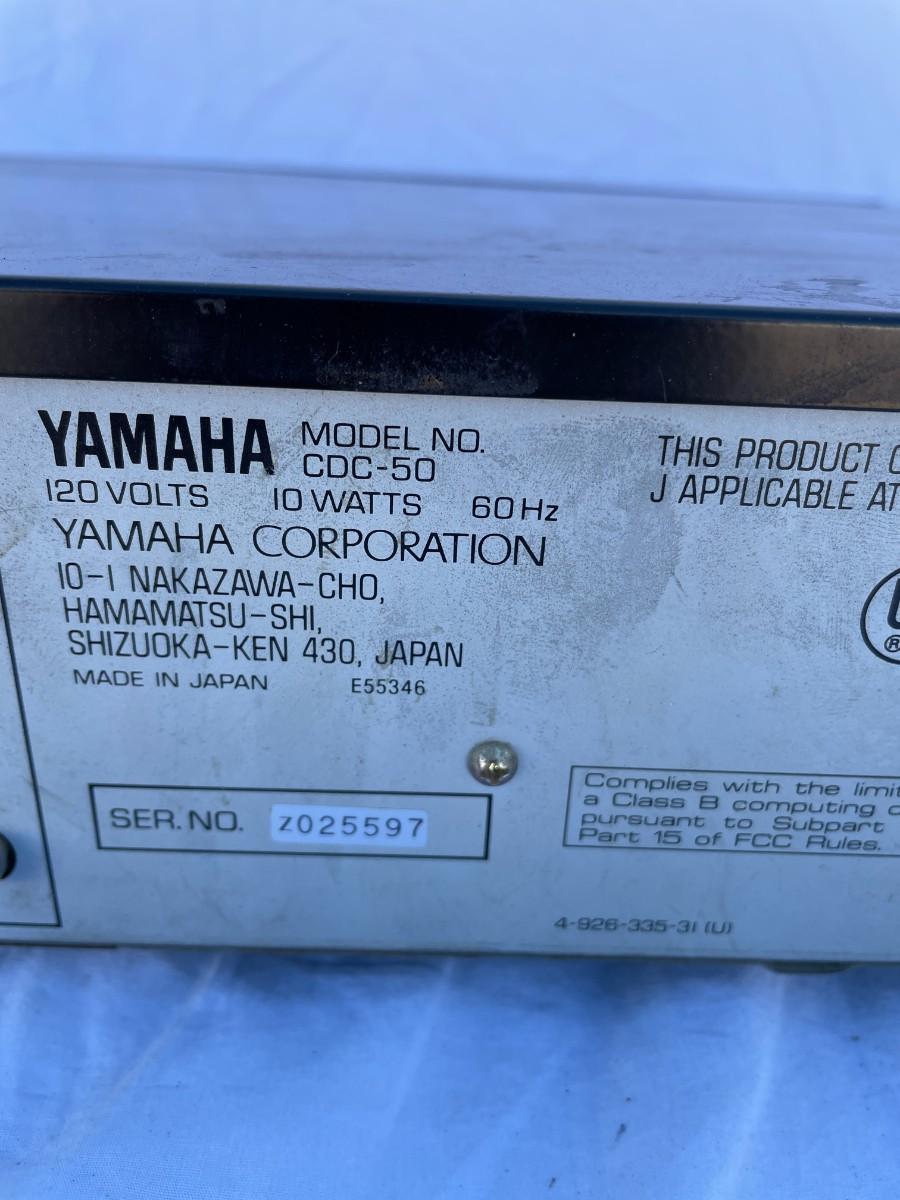 YAMAHA MODEL NO.
CDC-50
120 VOLTS 10 WATTS 60Hz
YAMAHA CORPORATION
10-1 NAKAZAWA-CHO,
HAMAMATSU-SHI,
SHIZUOKA-KEN 430, JAPAN
MADE IN JAPAN E55346
SER. NO. Z025597
THIS PRODUCT
J APPLICABLE AT
®
Complies with the limit
a Class B computing
pursuant to Subpart
Part 15 of FCC Rules.
4-926-335-31 (U)